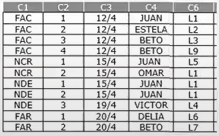 C1 C2 C3 C4 C6
FAC 1 12/4 JUAN L1
FAC 2 12/4 ESTELA L2
FAC 3 12/4 BETO L3
FAC 4 12/4 BETO L9
NCR 1 15/4 JUAN L5
NCR 2 15/4 OMAR L1
NDE 1 15/4 JUAN L1
NDE 2 15/4 JUAN L1
NDE 3 19/4 VICTOR L4
FAR 1 20/4 DELIA L6
FAR 2 20/4 BETO L7